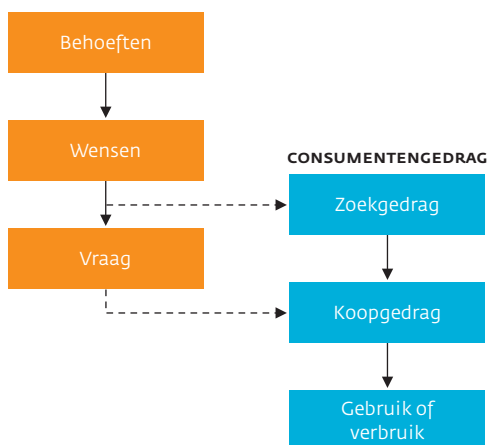 Behoeften
Wensen
CONSUMENTENGEDRAG
Zoekgedrag
Vraag
Koopgedrag
Gebruik of
verbruik